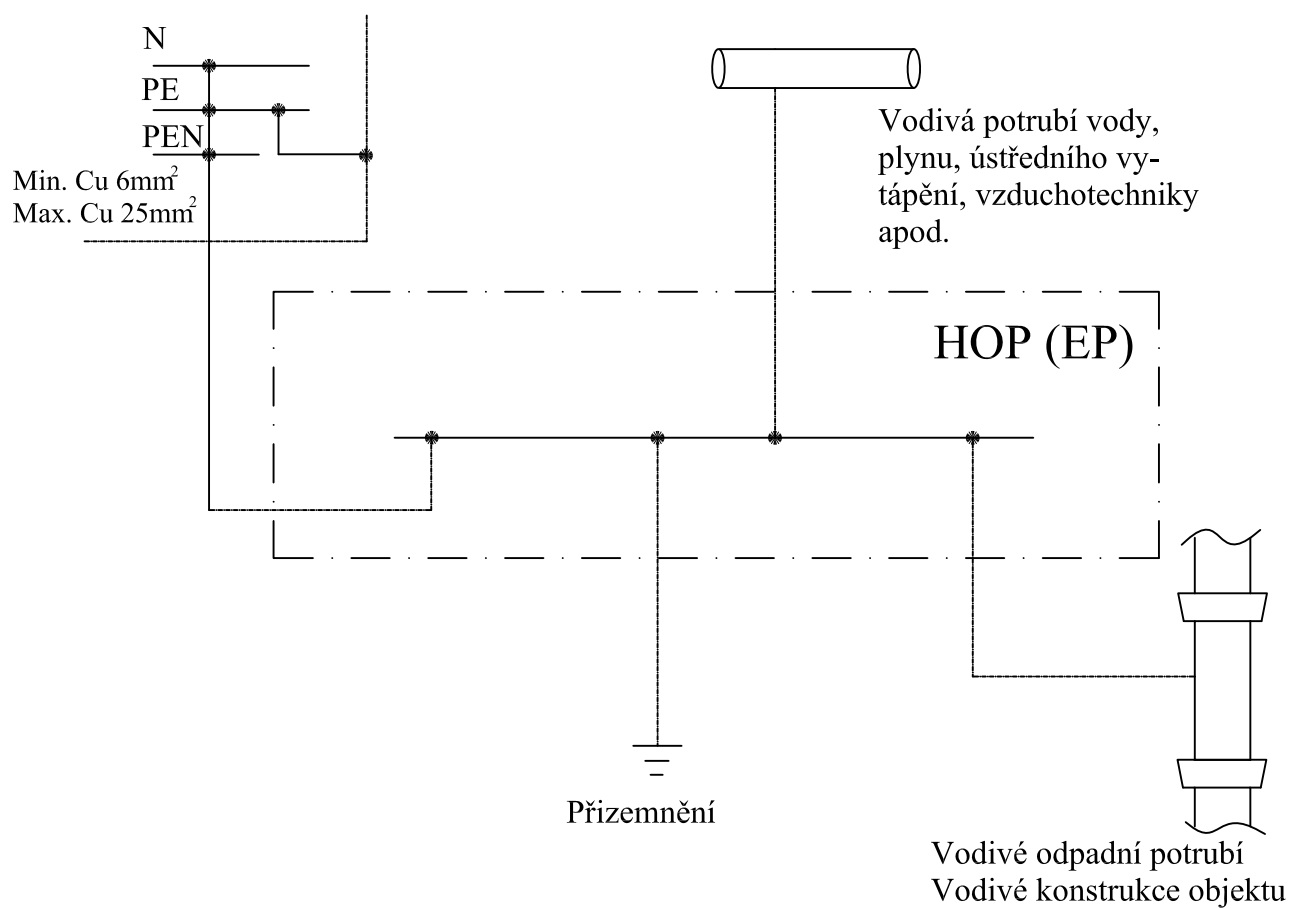 N
PE
PEN
Min. Cu 6mm²
Max. Cu 25mm²
Vodivá potrubí vody,
plynu, ústředního vy-
tápění, vzduchotechniky
apod.
HOP (EP)
Přizemnění
Vodivé odpadní potrubí
Vodivé konstrukce objektu